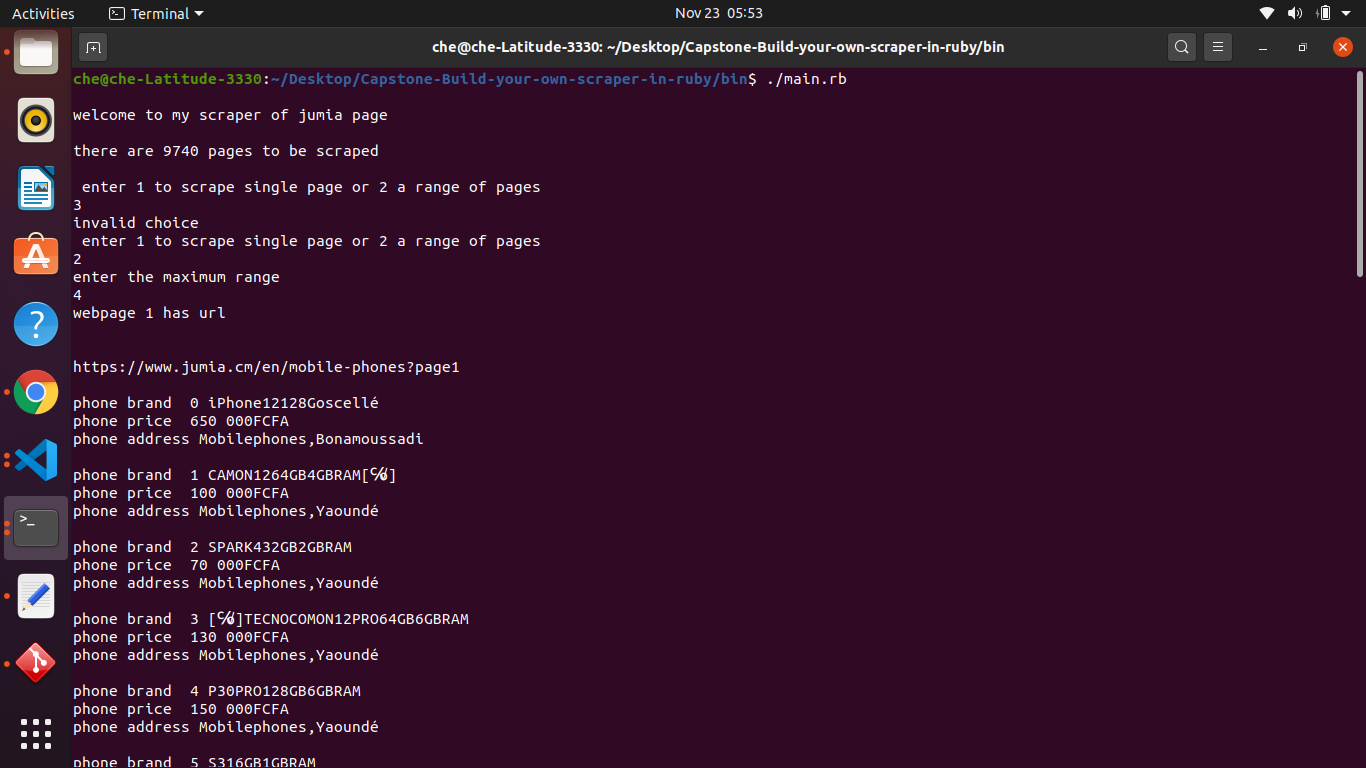 Activities Terminal Nov 23 05:53
che@che-Latitude-3330: ~/Desktop/Capstone-Build-your-own-scraper-in-ruby/bin
che@che-Latitude-3330:~/Desktop/Capstone-Build-your-own-scraper-in-ruby/bin$ ./main.rb
welcome to my scraper of jumia page
there are 9740 pages to be scraped
enter 1 to scrape single page or 2 a range of pages
3
invalid choice
enter 1 to scrape single page or 2 a range of pages
2
enter the maximum range
4
webpage 1 has url
https://www.jumia.cm/en/mobile-phones?page1
phone brand  0 iPhone12128Goscellé
phone price  650 000FCFA
phone address Mobilephones,Bonamoussadi
phone brand  1 CAMON1264GB4GBRAM[℅]
phone price  100 000FCFA
phone address Mobilephones,Yaoundé
phone brand  2 SPARK432GB2GBRAM
phone price  70 000FCFA
phone address Mobilephones,Yaoundé
phone brand  3 [℅]TECNOCOMON12PRO64GB6GBRAM
phone price  130 000FCFA
phone address Mobilephones,Yaoundé
phone brand  4 P30PRO128GB6GBRAM
phone price  150 000FCFA
phone address Mobilephones,Yaoundé
phone brand  5 S316GB1GBRAM